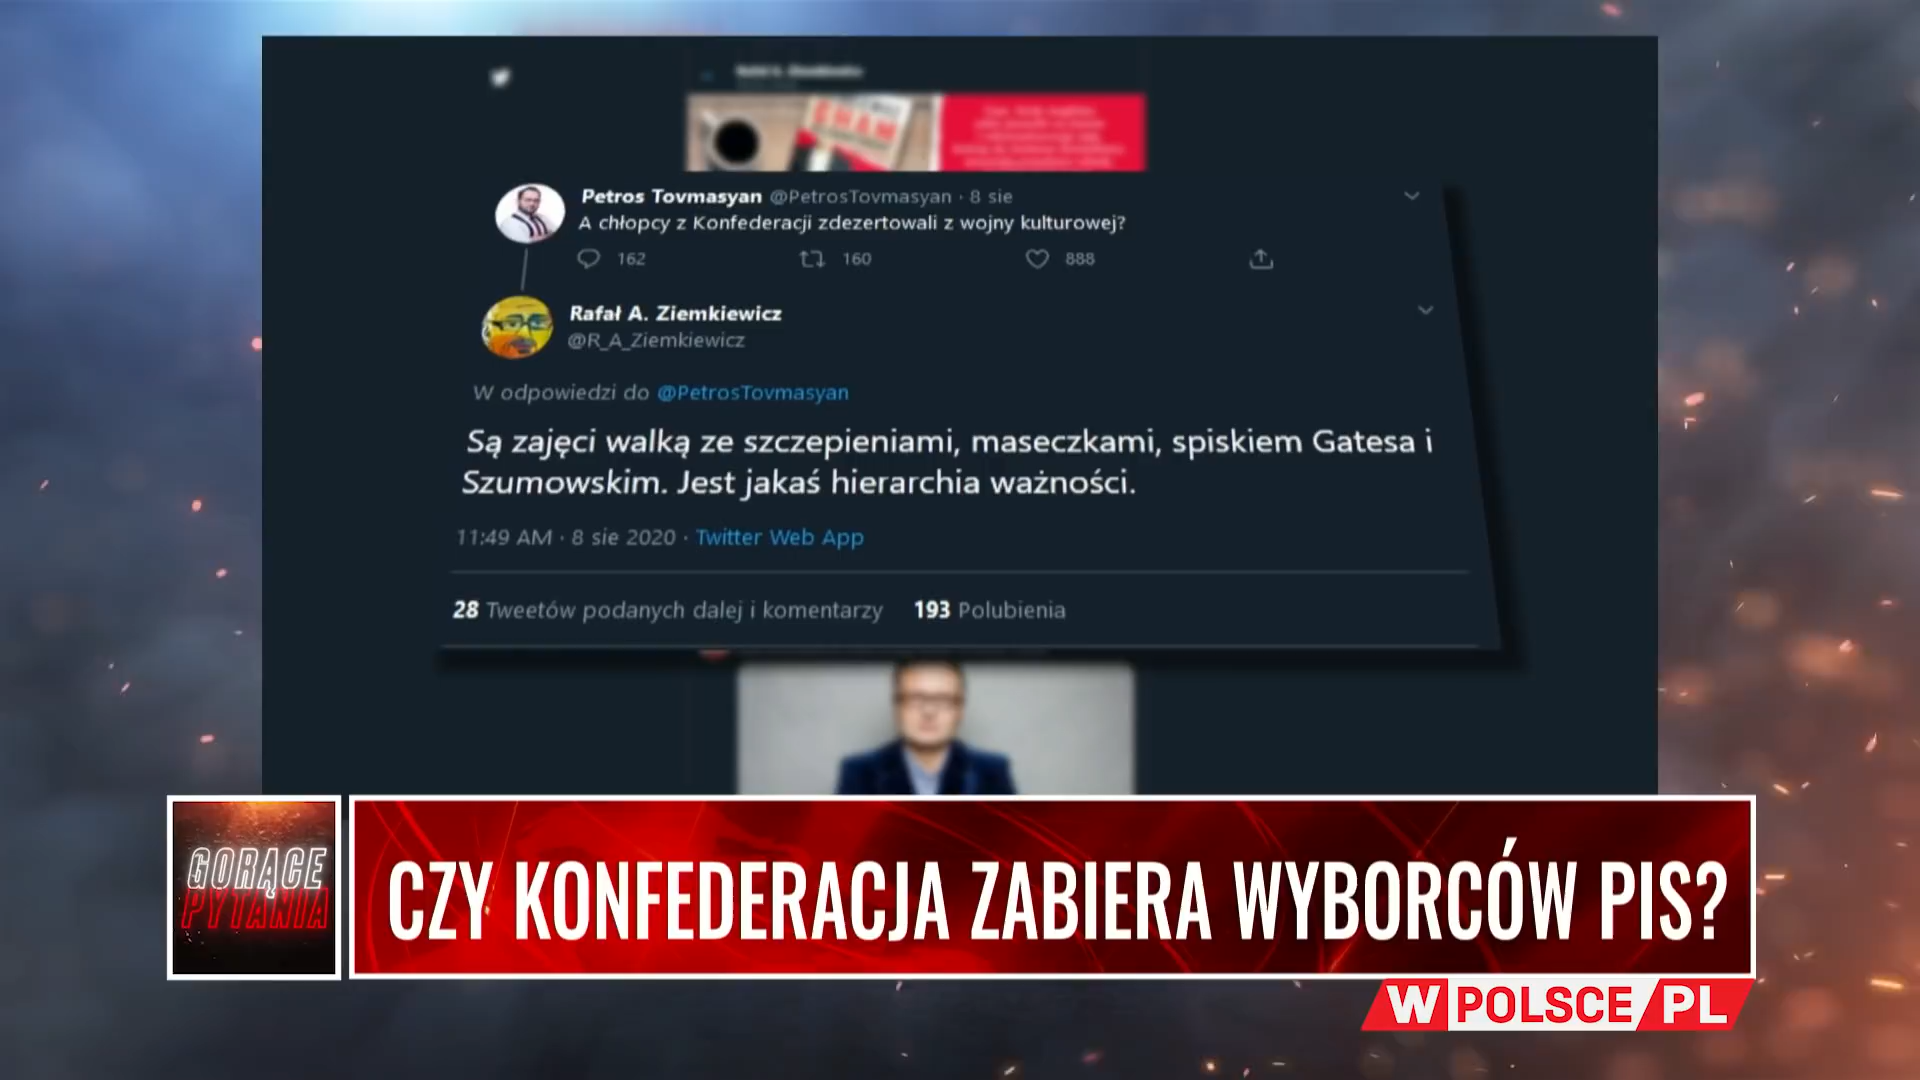 Petros Tovmasyan @PetrosTovmasyan · 8 sie
A chłopcy z Konfederacji zdezertowali z wojny kulturowej?
162 160 888
Rafał A. Ziemkiewicz
@R_A_Ziemkiewicz
W odpowiedzi do @PetrosTovmasyan
Są zajęci walką ze szczepieniami, maseczkami, spiskiem Gatesa i
Szumowskim. Jest jakaś hierarchia ważności.
11:49 AM · 8 sie 2020 · Twitter Web App
28 Tweetów podanych dalej i komentarzy 193 Polubienia
GORĄCE
PYTANIA
CZY KONFEDERACJA ZABIERA WYBORCÓW PIS?
W POLSCE/PL